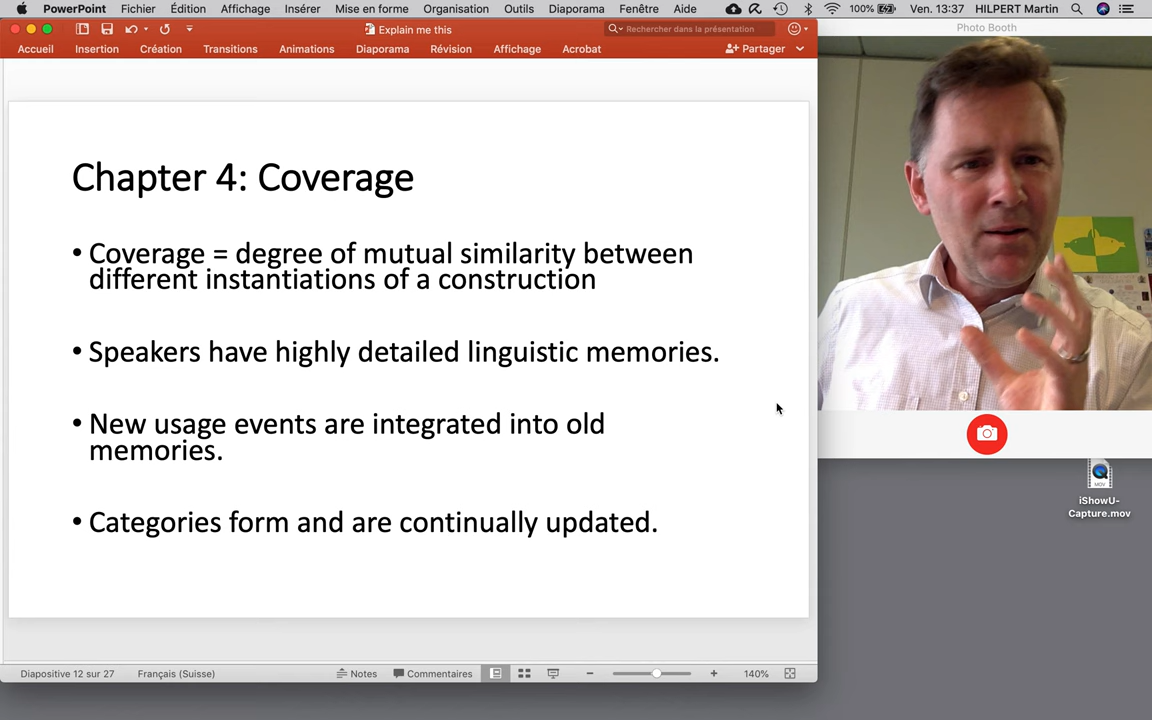 PowerPoint Fichier Édition Affichage Insérer Mise en forme Organisation Outils Diaporama Fenêtre Aide 100% Ven. 13:37 HILPERT Martin
Explain me this
Rechercher dans la présentation
Photo Booth
Accueil Insertion Création Transitions Animations Diaporama Révision Affichage Acrobat Partager
Chapter 4: Coverage
• Coverage = degree of mutual similarity between
different instantiations of a construction
• Speakers have highly detailed linguistic memories.
• New usage events are integrated into old
memories.
• Categories form and are continually updated.
MOV
iShowU-
Capture.mov
Diapositive 12 sur 27 Français (Suisse) Notes Commentaires 140%